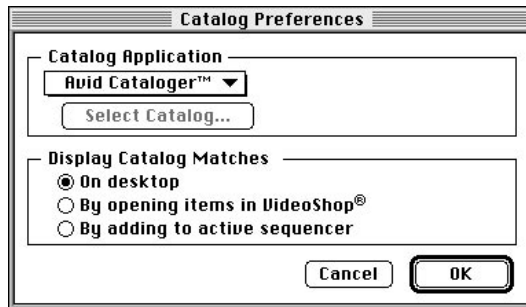 Catalog Preferences
Catalog Application
Avid Cataloger™
Select Catalog...
Display Catalog Matches
On desktop
By opening items in VideoShop®
By adding to active sequencer
Cancel OK